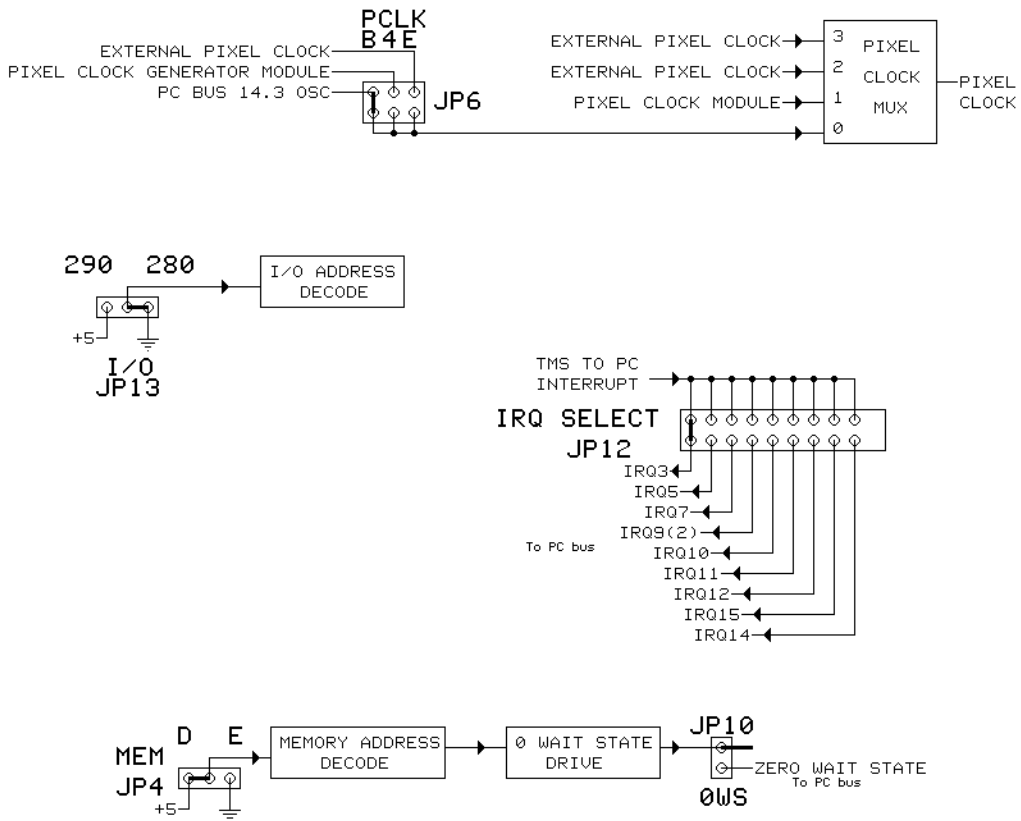 PCLK
B 4 E
EXTERNAL PIXEL CLOCK
PIXEL CLOCK GENERATOR MODULE
PC BUS 14.3 OSC
JP6
EXTERNAL PIXEL CLOCK
EXTERNAL PIXEL CLOCK
PIXEL CLOCK MODULE
3
2
1
0
PIXEL
CLOCK
MUX
PIXEL
CLOCK
290 280
I/O ADDRESS
DECODE
+5
I/O
JP13
TMS TO PC
INTERRUPT
IRQ SELECT
JP12
IRQ3
IRQ5
IRQ7
IRQ9(2)
To PC bus
IRQ10
IRQ11
IRQ12
IRQ15
IRQ14
MEM
JP4
D E
+5
MEMORY ADDRESS
DECODE
0 WAIT STATE
DRIVE
JP10
ZERO WAIT STATE
To PC bus
0WS